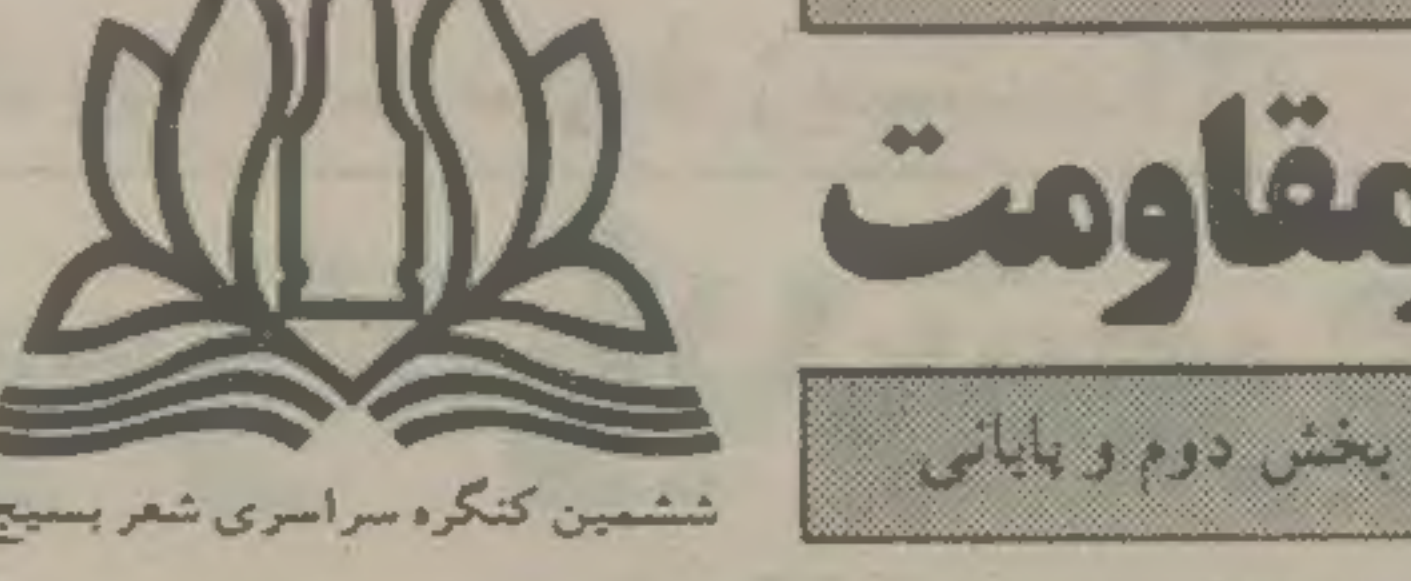 مقاومت
بخش دوم و پایانی
ششمین کنگره سراسری شعر بسیج